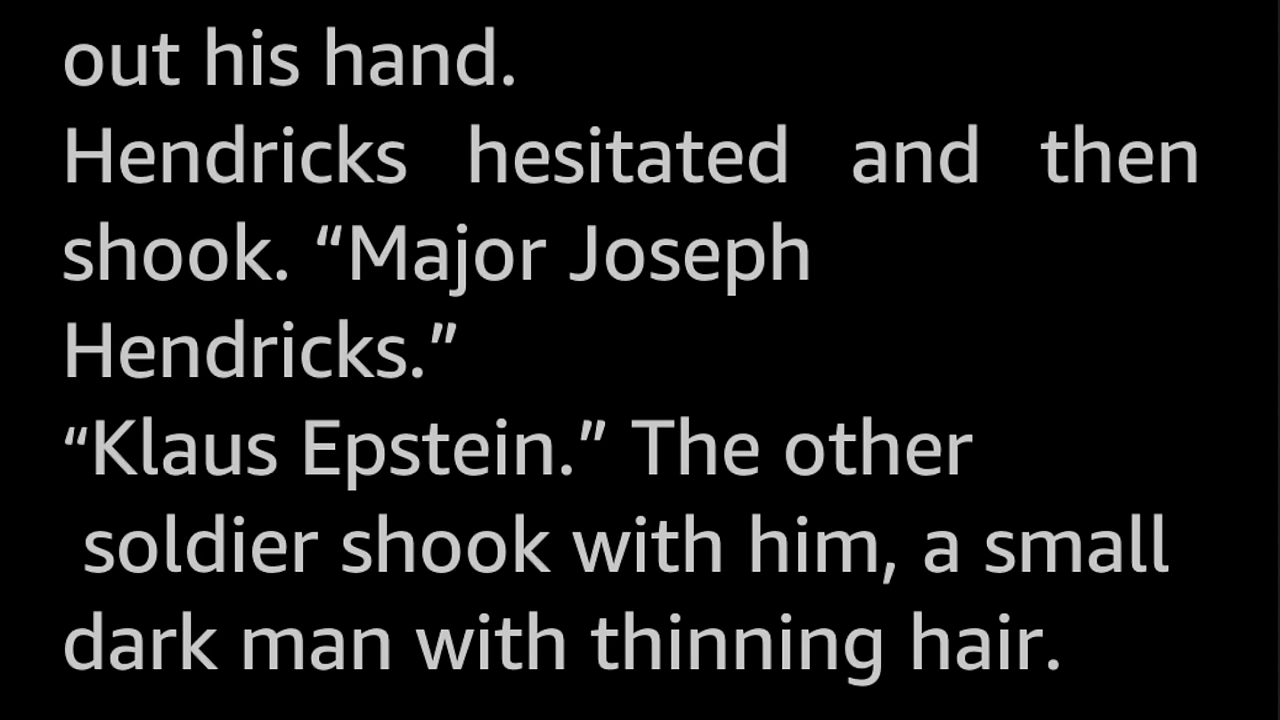 out his hand.
Hendricks hesitated and then
shook. “Major Joseph
Hendricks.”
“Klaus Epstein.” The other
soldier shook with him, a small
dark man with thinning hair.